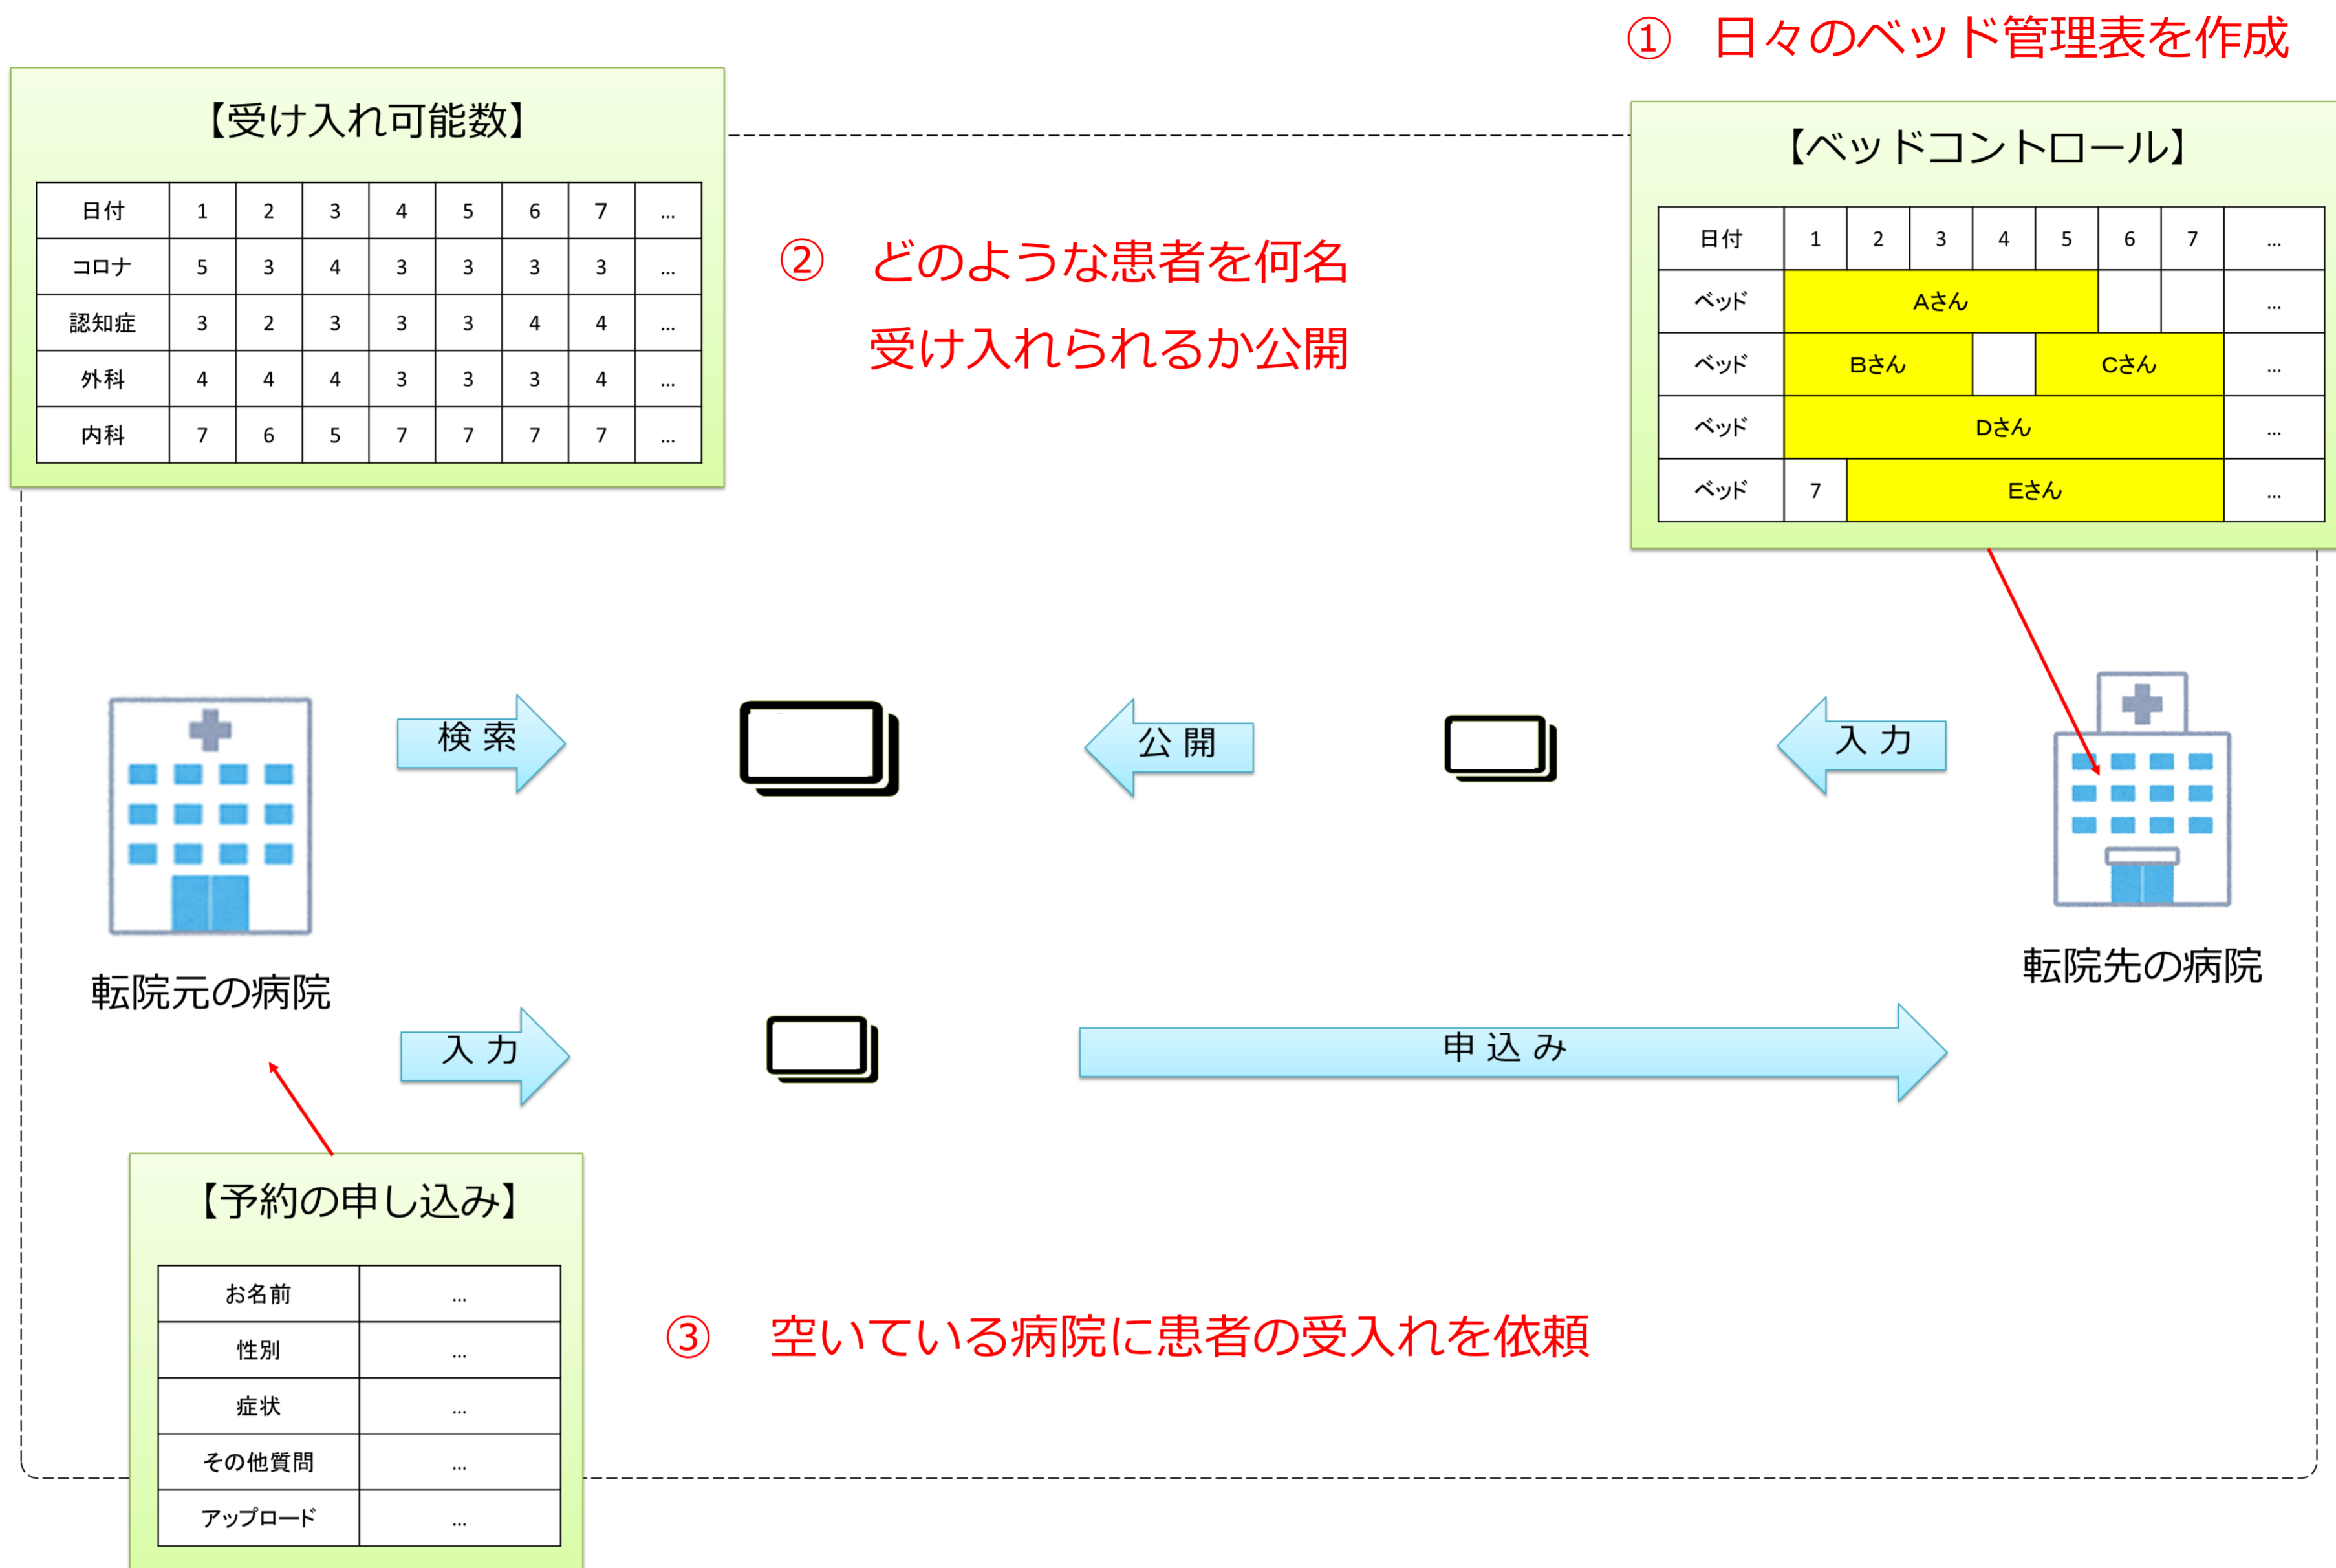 ① 日々のベッド管理表を作成
【受け入れ可能数】
日付 1 2 3 4 5 6 7 ...
コロナ 5 3 4 3 3 3 3 ...
認知症 3 2 3 3 3 4 4 ...
外科 4 4 4 3 3 3 4 ...
内科 7 6 5 7 7 7 7 ...
② どのような患者を何名
受け入れられるか公開
【ベッドコントロール】
日付 1 2 3 4 5 6 7 ...
ベッド Aさん ...
ベッド Bさん Cさん ...
ベッド Dさん ...
ベッド 7 Eさん ...
検索
公開
入力
転院元の病院
転院先の病院
入力
申込み
【予約の申し込み】
お名前 ...
性別 ...
症状 ...
その他質問 ...
アップロード ...
③ 空いている病院に患者の受入れを依頼